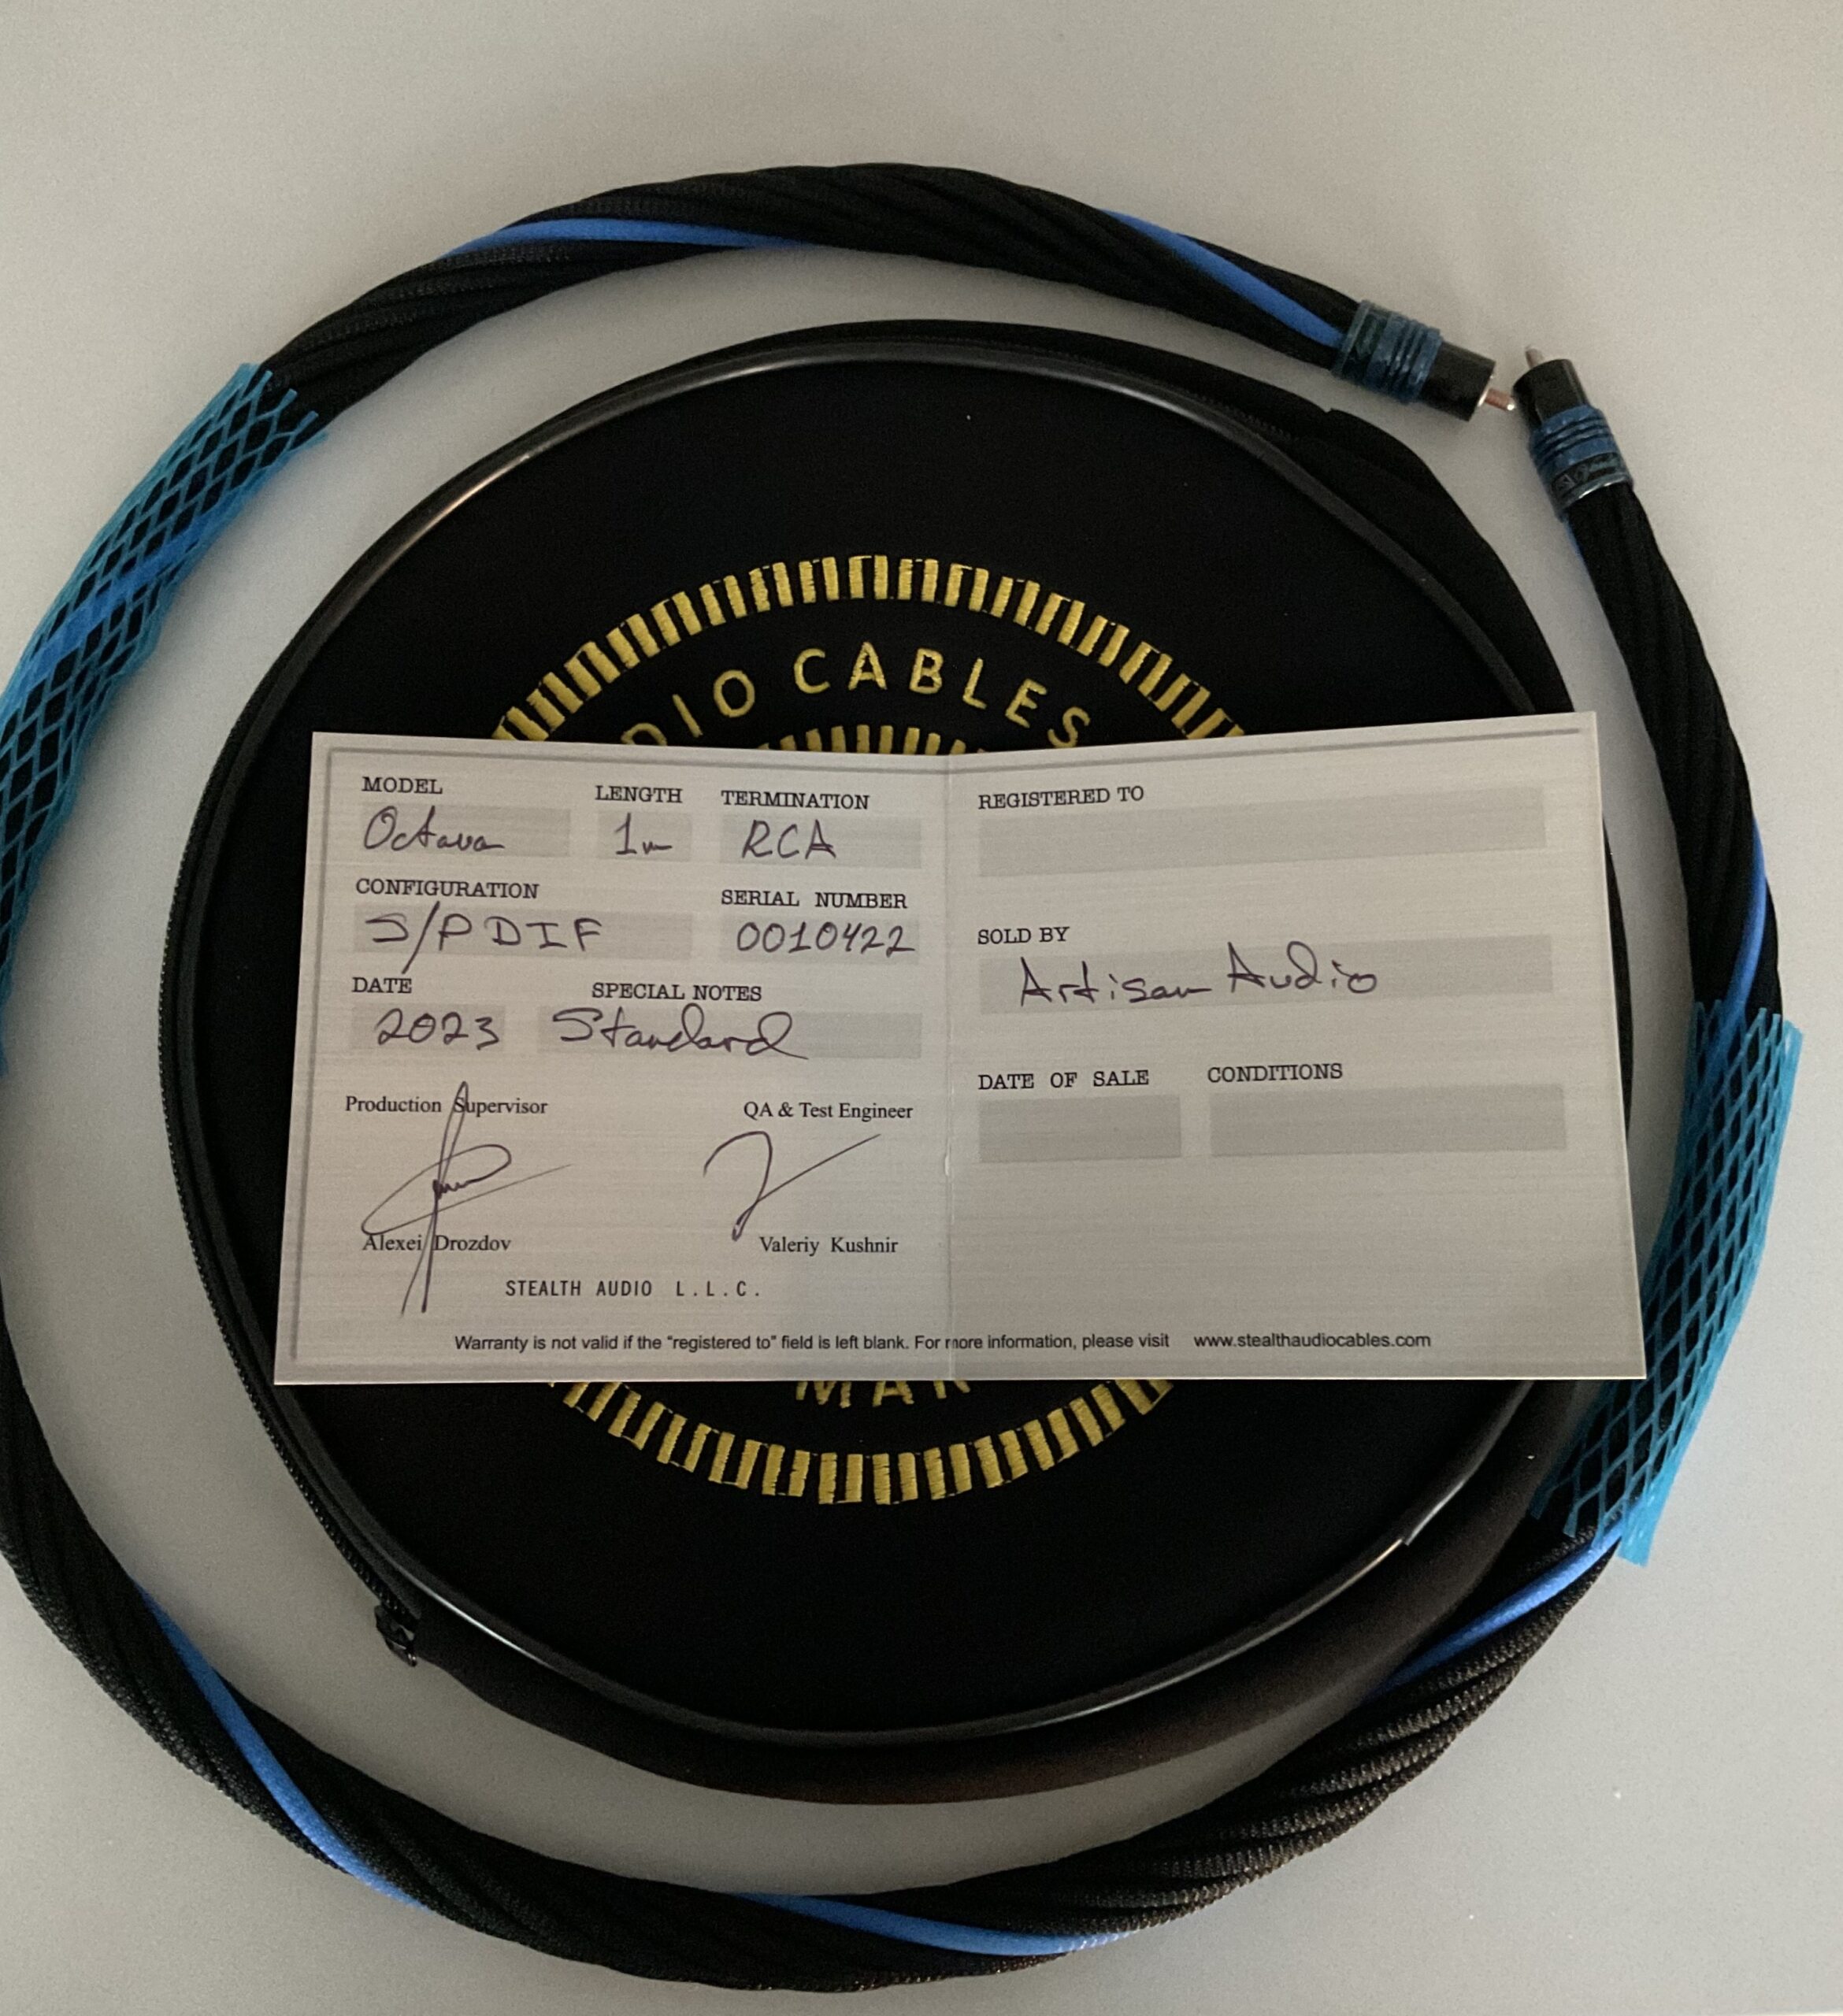 DIO CABLES
MODEL LENGTH TERMINATION
Octava 1m RCA
CONFIGURATION SERIAL NUMBER
S/PDIF 0010422
DATE SPECIAL NOTES
2023 Standard
Production Supervisor QA & Test Engineer
Alexei Drozdov Valeriy Kushnir
STEALTH AUDIO L.L.C.
REGISTERED TO
SOLD BY
Artisan Audio
DATE OF SALE CONDITIONS
Warranty is not valid if the "registered to" field is left blank. For more information, please visit www.stealthaudiocables.com
MAR